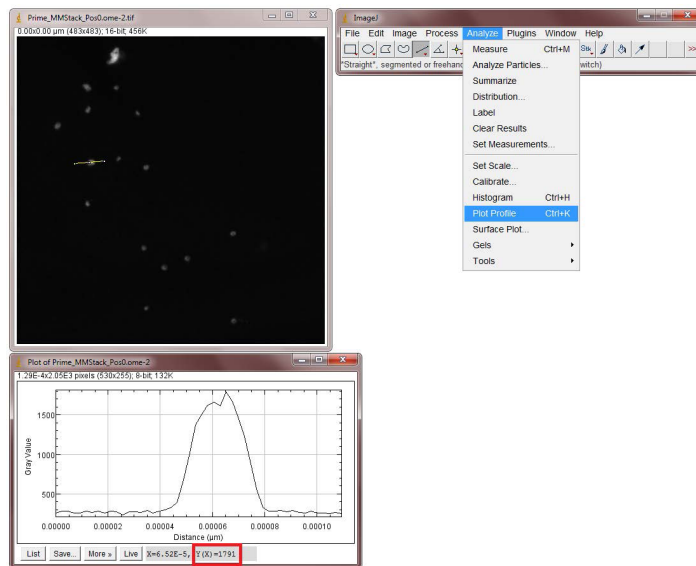 Prime_MMStack_Pos0.ome-2.tif
0.00x0.00 µm (483x483); 16-bit; 456K
ImageJ
File Edit Image Process Analyze Plugins Window Help
Stk
>>
*Straight*, segmented or freehand
witch)
Measure Ctrl+M
Analyze Particles...
Summarize
Distribution...
Label
Clear Results
Set Measurements...
Set Scale...
Calibrate...
Histogram Ctrl+H
Plot Profile Ctrl+K
Surface Plot...
Gels
Tools
Plot of Prime_MMStack_Pos0.ome-2
1.29E-4x2.05E3 pixels (530x255); 8-bit; 132K
1500
1000
500
Gray Value
0.00000 0.00002 0.00004 0.00006 0.00008 0.00010
Distance (µm)
List Save... More » Live X=6.52E-5, Y(X)=1791